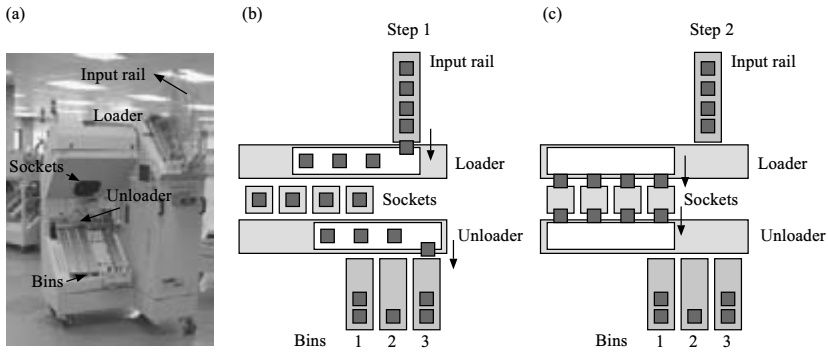 (a)
Input rail
Loader
Sockets
Unloader
Bins
(b)
Step 1
Input rail
Loader
Sockets
Unloader
Bins 1 2 3
(c)
Step 2
Input rail
Loader
Sockets
Unloader
Bins 1 2 3